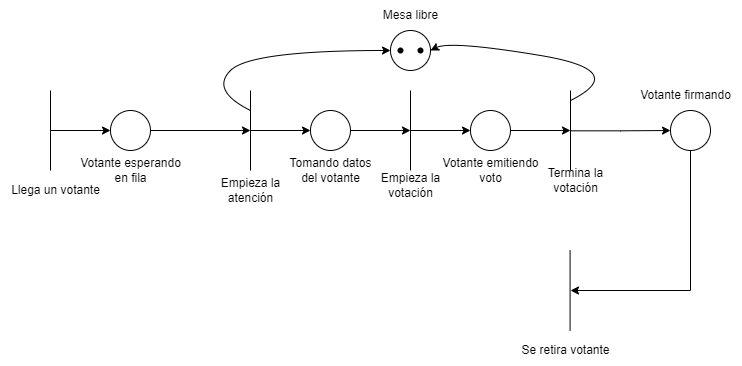 Mesa libre
Votante firmando
Votante esperando
en fila
Tomando datos
del votante
Votante emitiendo
voto
Llega un votante
Empieza la
atención
Empieza la
votación
Termina la
votación
Se retira votante